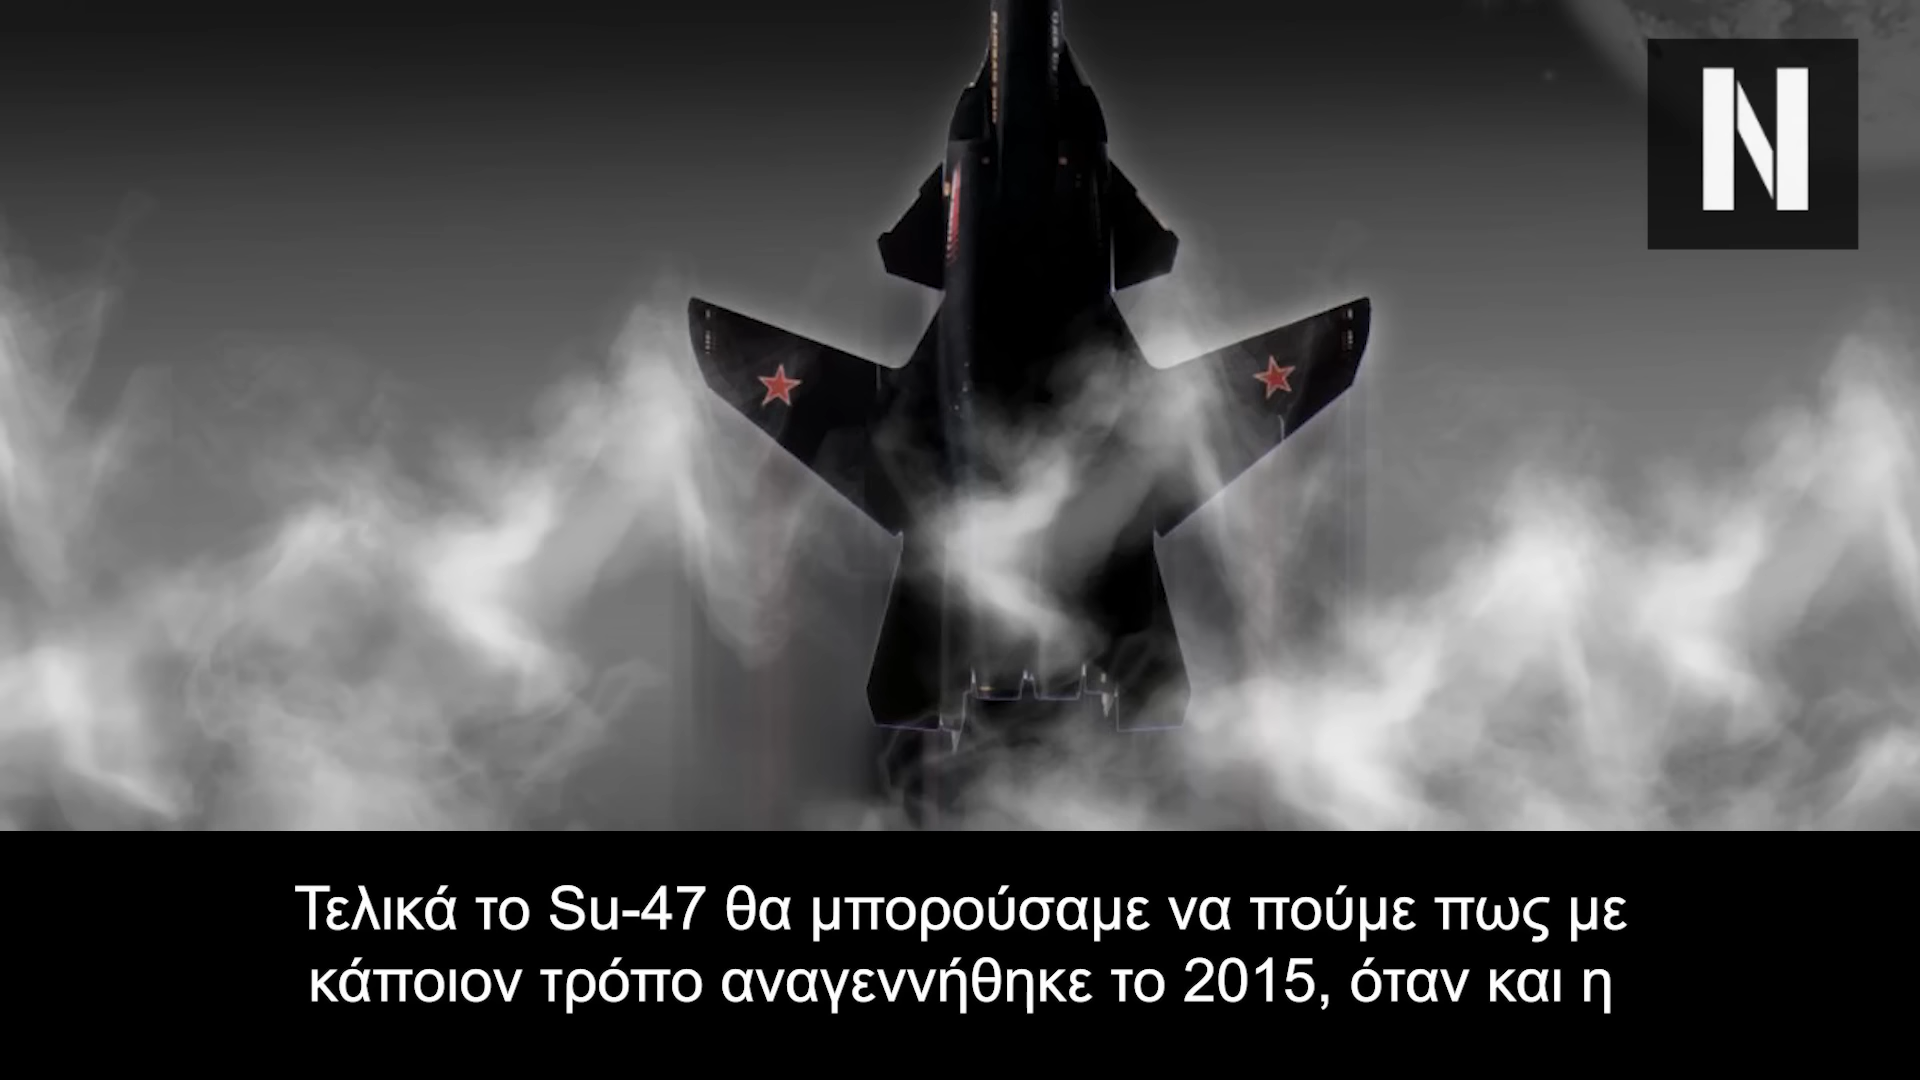 N
Τελικά το Su-47 θα μπορούσαμε να πούμε πως με
κάποιον τρόπο αναγεννήθηκε το 2015, όταν και η